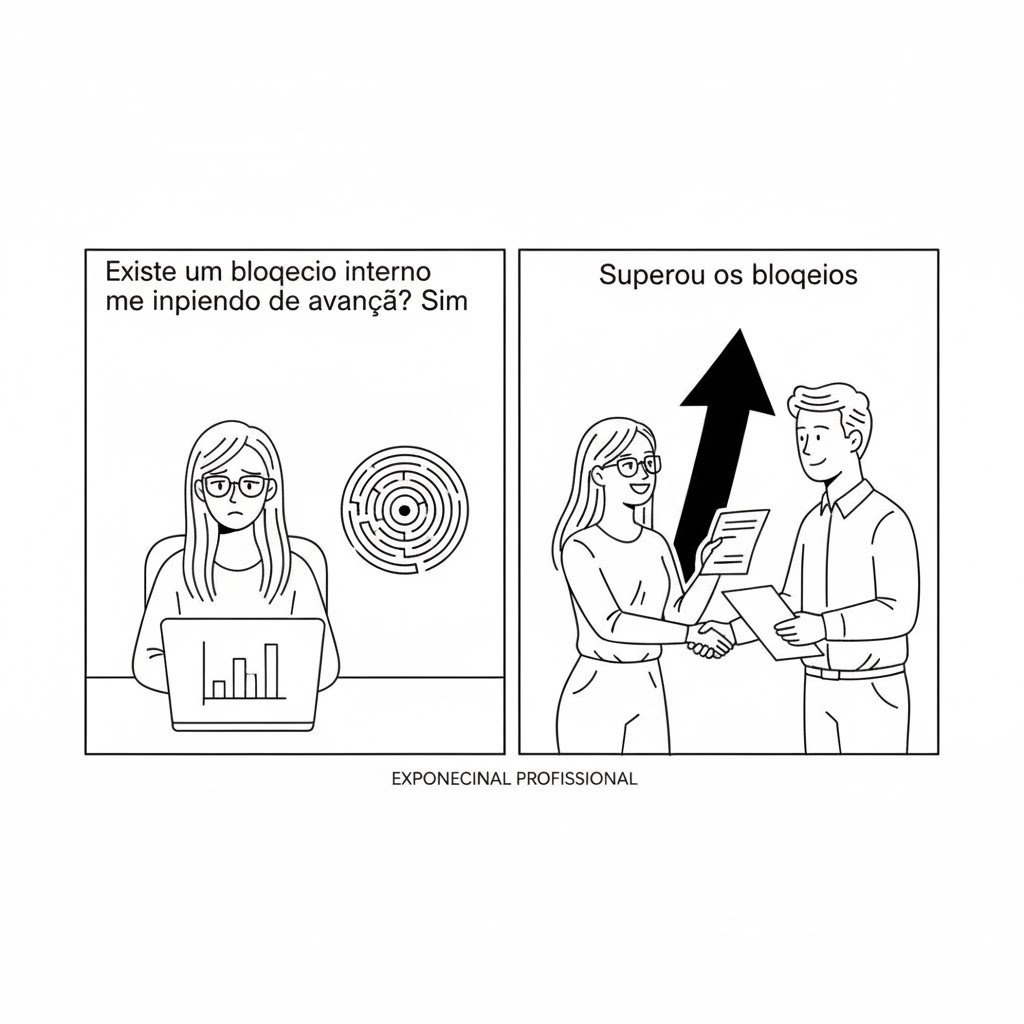 Existe um bloqecio interno
me inpiendo de avançã? Sim
Superou os bloqeios
EXPONECINAL PROFISSIONAL